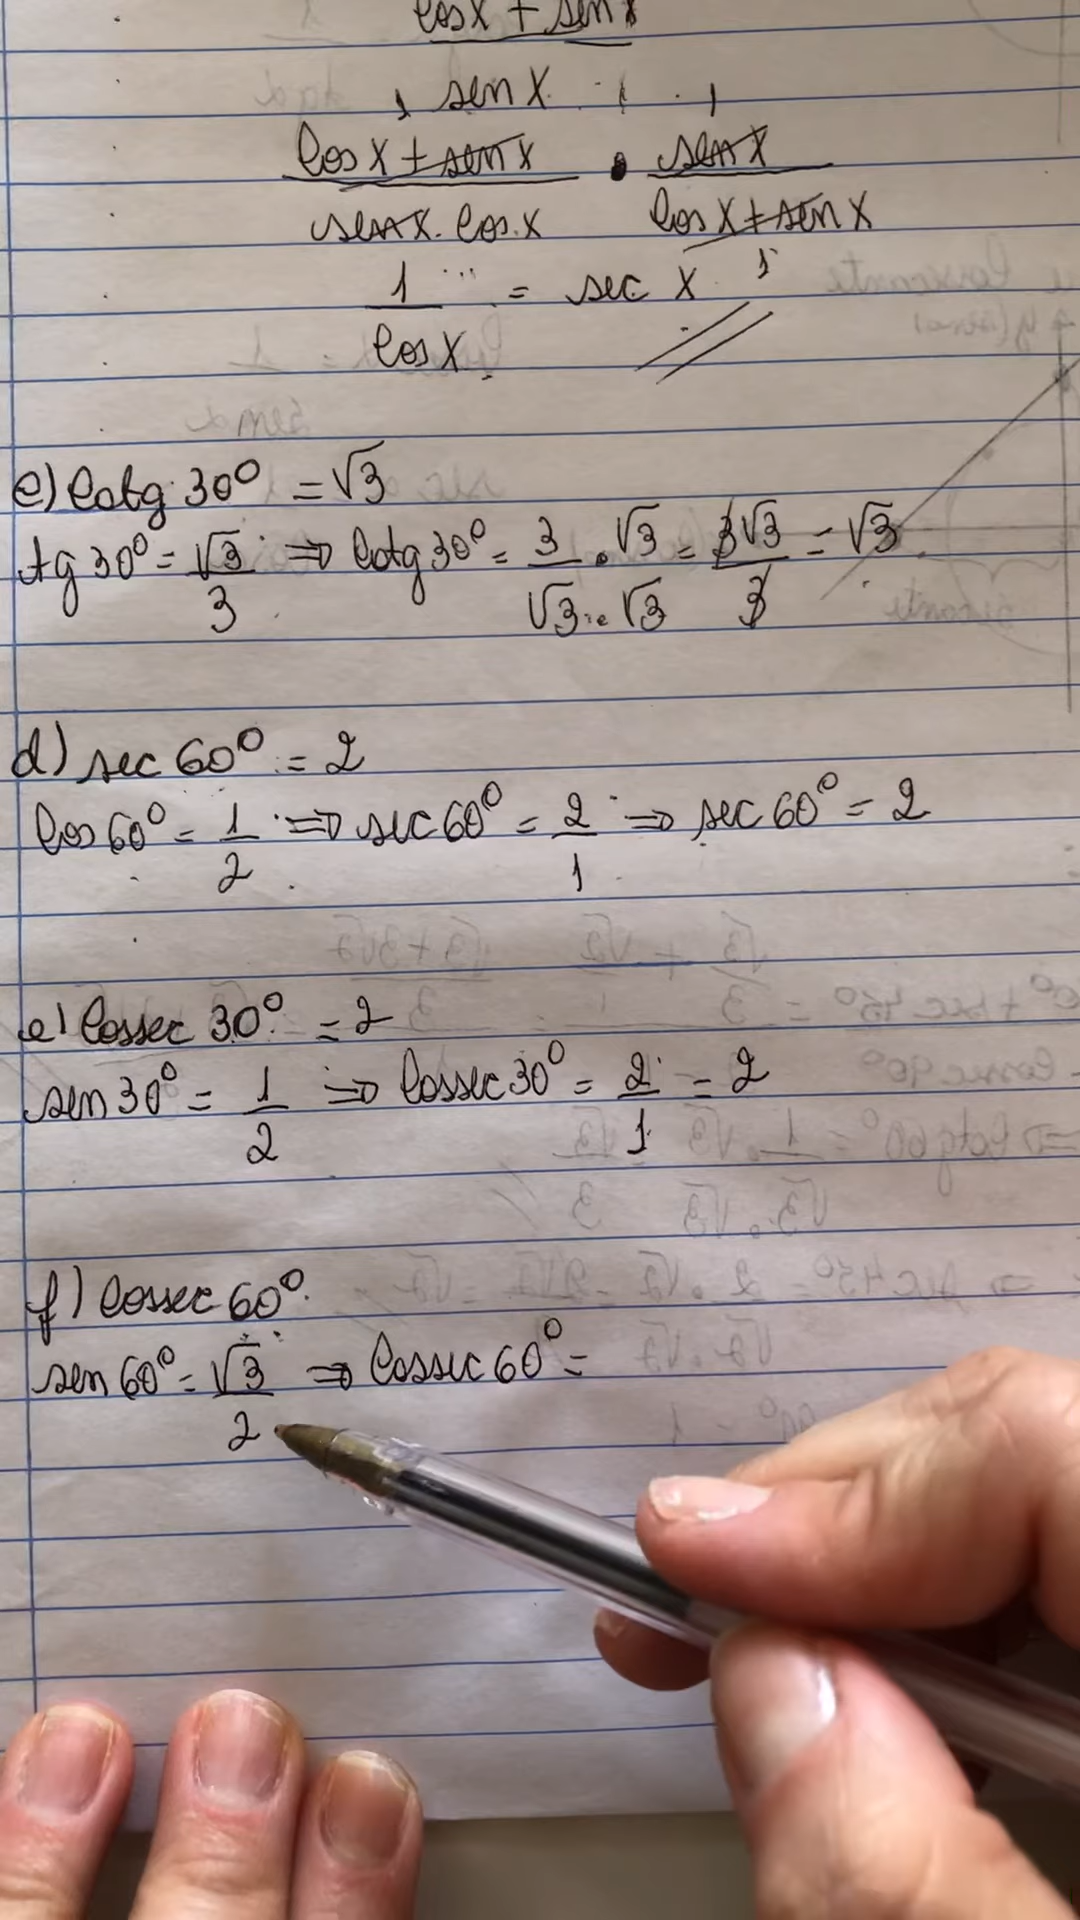 cos x + sen x
sen x
cos x + sen x . sen x
sen x . cos x cos x + sen x
1 = sec x
cos x
c) cotg 30° = √3
tg 30° = √3/3 ⇒ cotg 30° = 3/√3 . √3/√3 = 3√3/3 = √3
d) sec 60° = 2
cos 60° = 1/2 ⇒ sec 60° = 2/1 ⇒ sec 60° = 2
e) cossec 30° = 2
sen 30° = 1/2 ⇒ cossec 30° = 2/1 = 2
f) cossec 60°
sen 60° = √3/2 ⇒ cossec 60° =